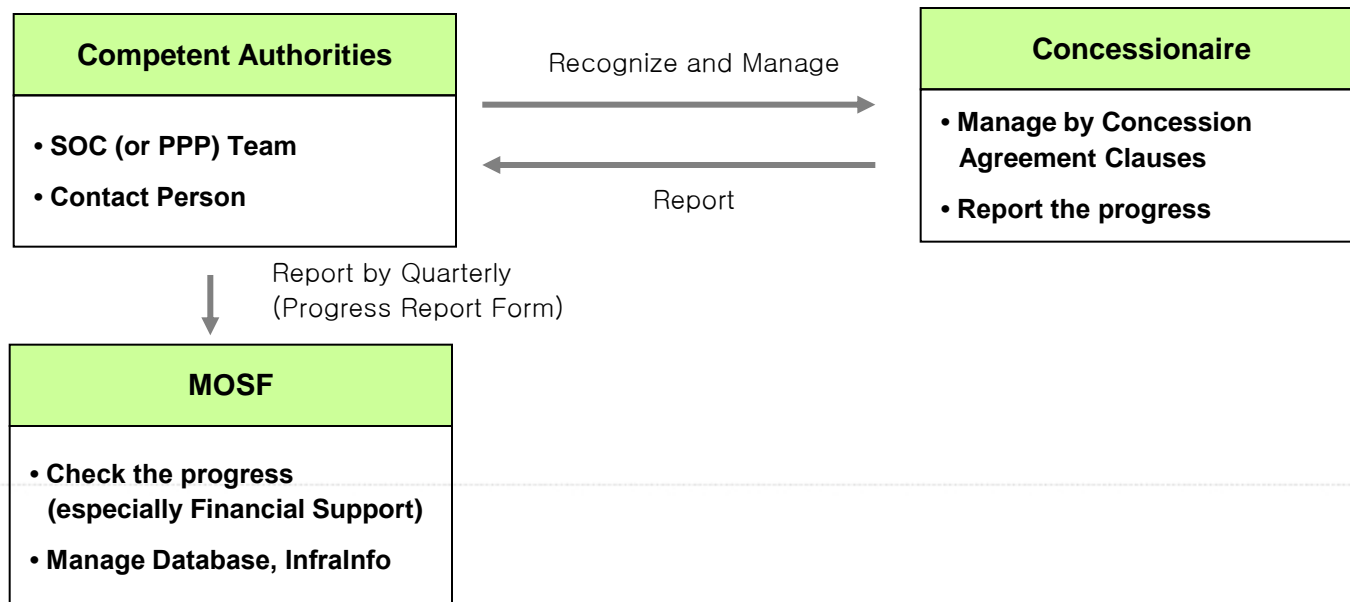 Competent Authorities
• SOC (or PPP) Team
• Contact Person
Recognize and Manage
Report
Concessionaire
• Manage by Concession
Agreement Clauses
• Report the progress
Report by Quarterly
(Progress Report Form)
MOSF
• Check the progress
(especially Financial Support)
• Manage Database, InfraInfo